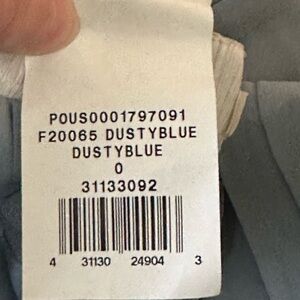 POUS0001797091
F20065 DUSTYBLUE
DUSTYBLUE
0
31133092
4 31130 24904 3